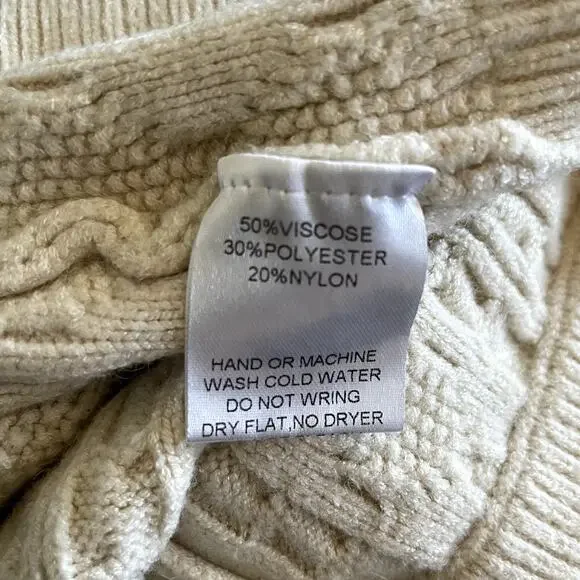 50%VISCOSE
30%POLYESTER
20%NYLON
HAND OR MACHINE
WASH COLD WATER
DO NOT WRING
DRY FLAT,NO DRYER